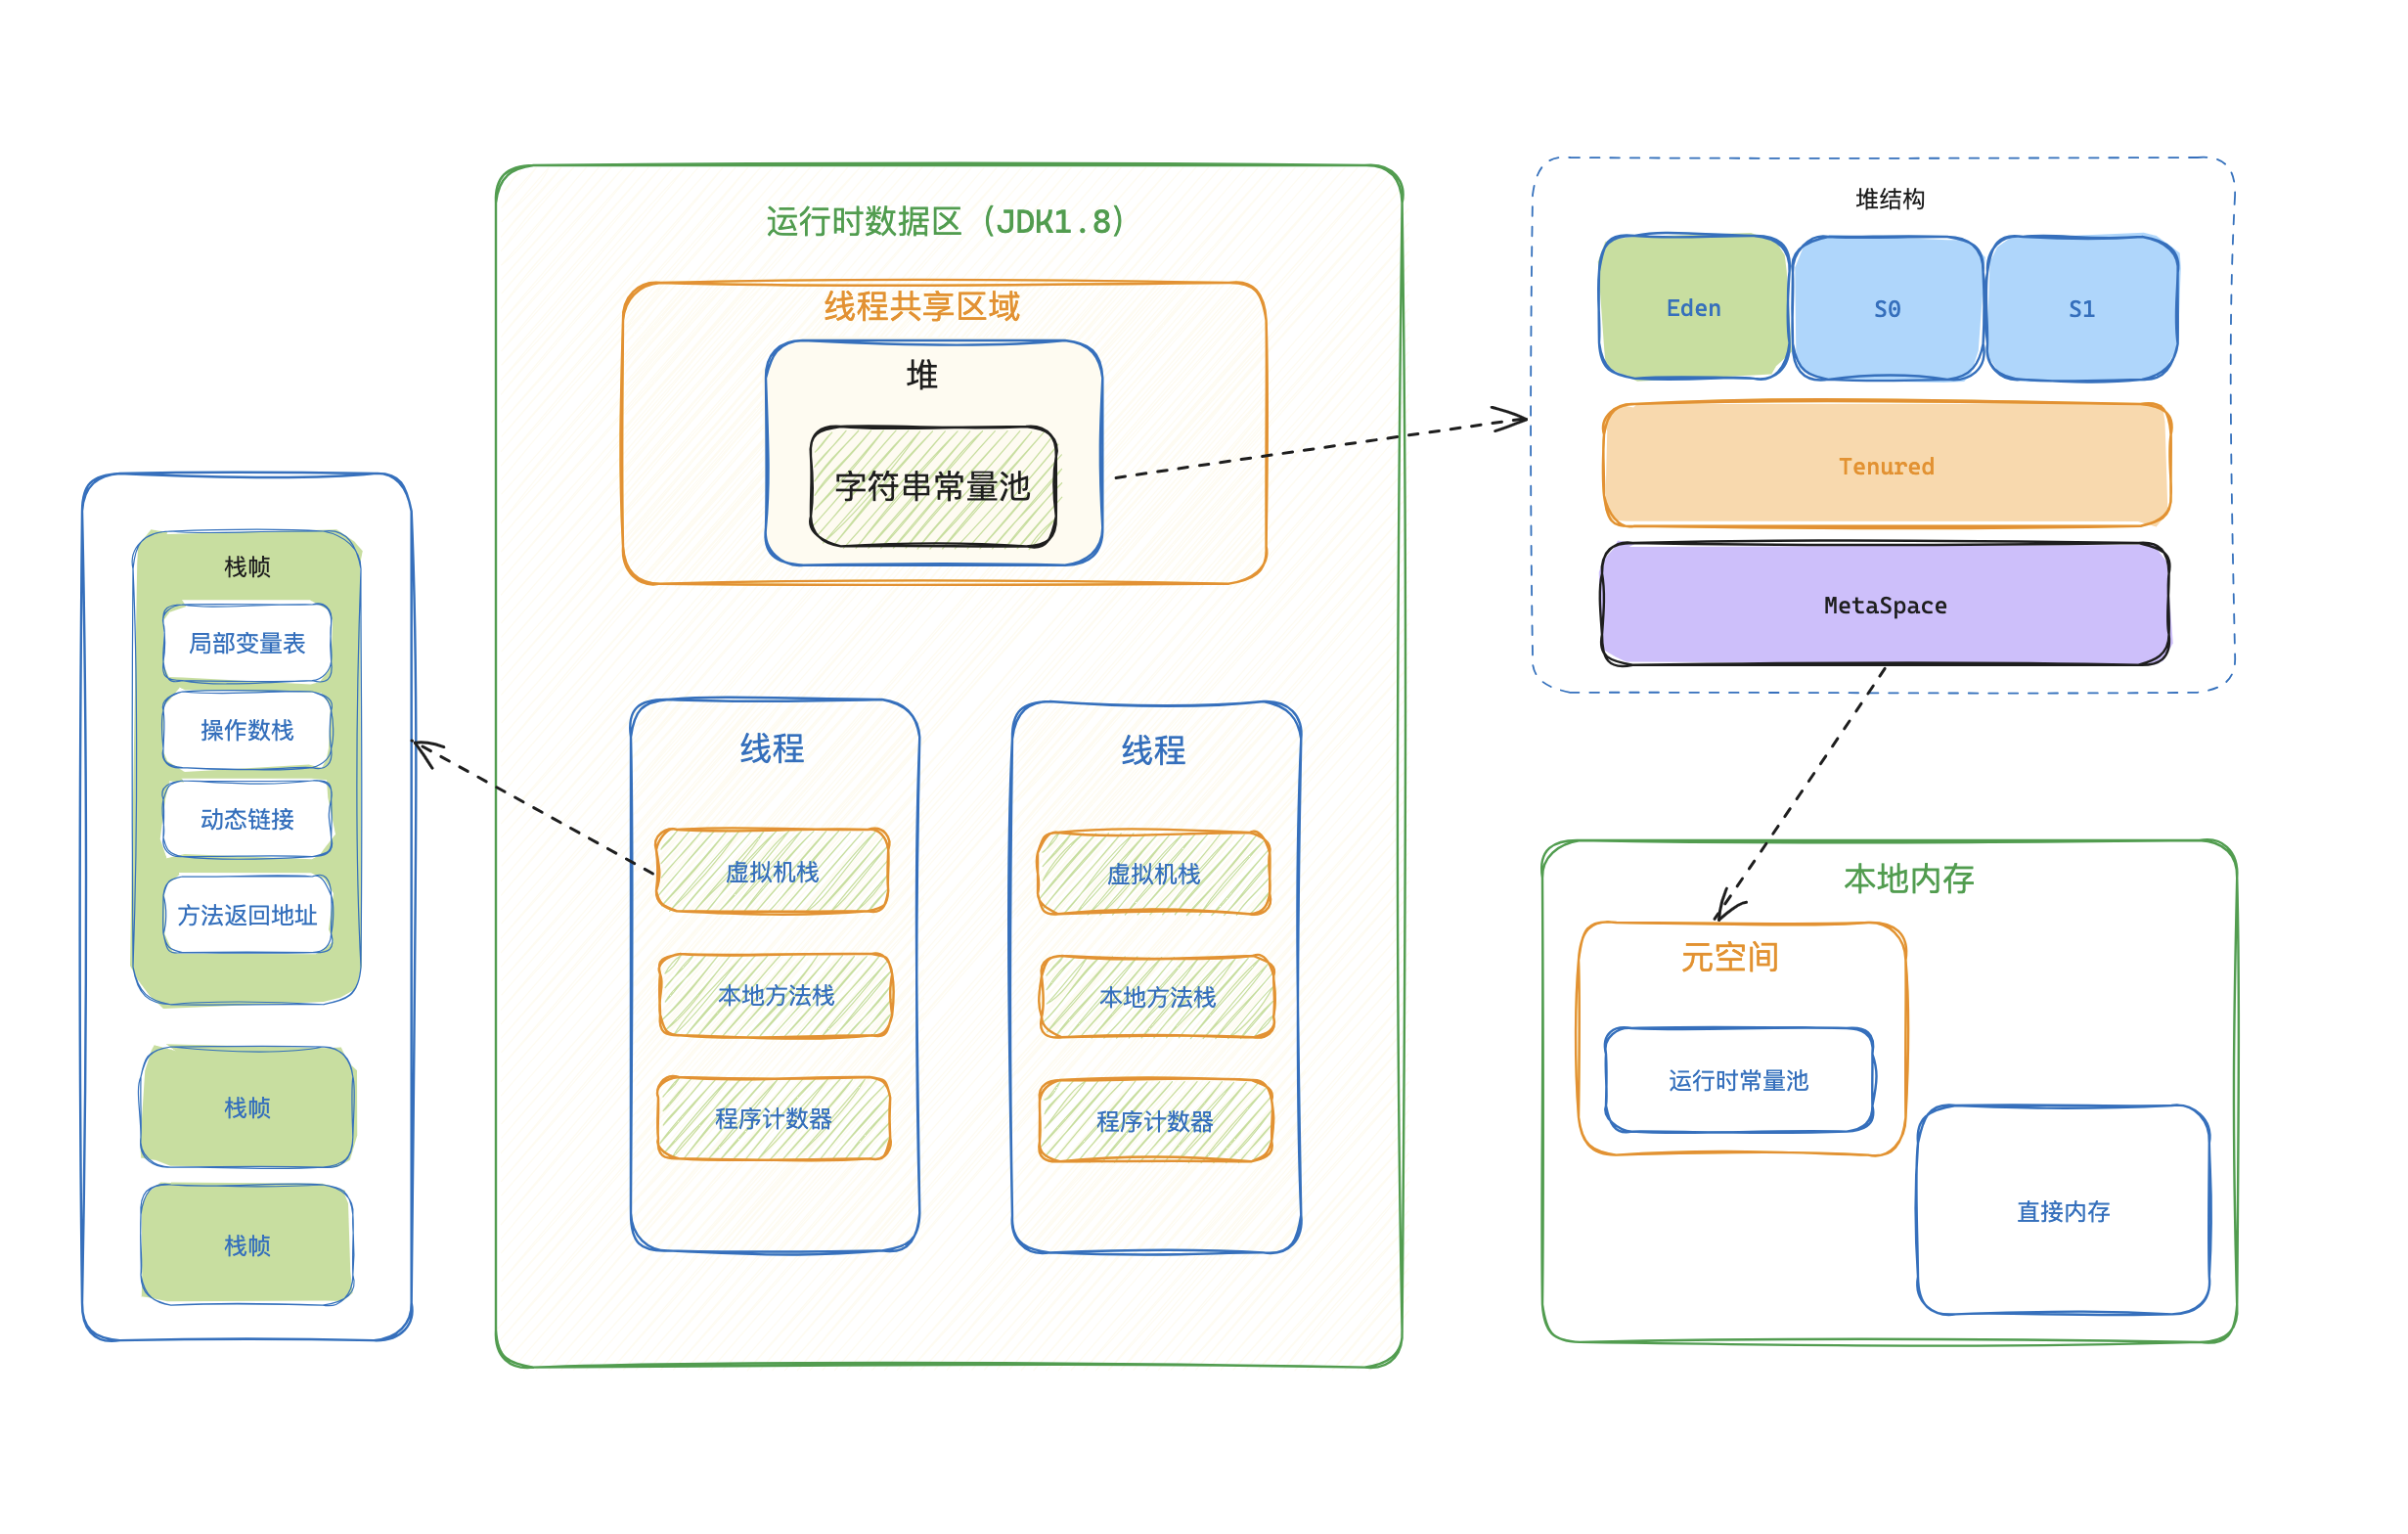 栈帧
局部变量表
操作数栈
动态链接
方法返回地址
栈帧
栈帧
运行时数据区（JDK1.8）
线程共享区域
堆
字符串常量池
线程
虚拟机栈
本地方法栈
程序计数器
线程
虚拟机栈
本地方法栈
程序计数器
堆结构
Eden
S0
S1
Tenured
MetaSpace
本地内存
元空间
运行时常量池
直接内存